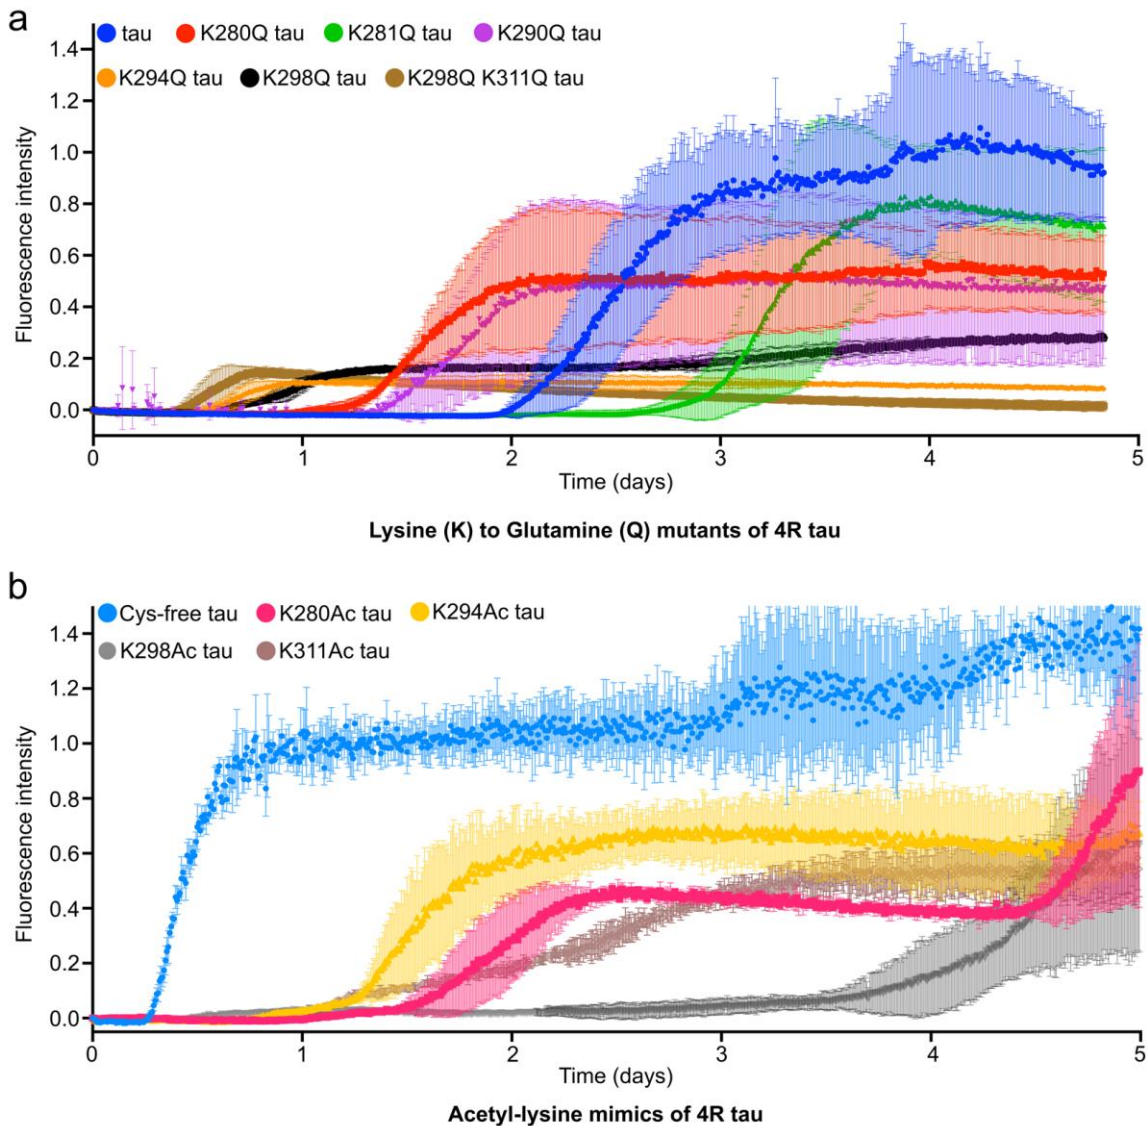 a
tau K280Q tau K281Q tau K290Q tau
K294Q tau K298Q tau K298Q K311Q tau
Fluorescence intensity
1.4
1.2
1.0
0.8
0.6
0.4
0.2
0.0
0 1 2 3 4 5
Time (days)
Lysine (K) to Glutamine (Q) mutants of 4R tau
b
Cys-free tau K280Ac tau K294Ac tau
K298Ac tau K311Ac tau
Fluorescence intensity
1.4
1.2
1.0
0.8
0.6
0.4
0.2
0.0
0 1 2 3 4 5
Time (days)
Acetyl-lysine mimics of 4R tau